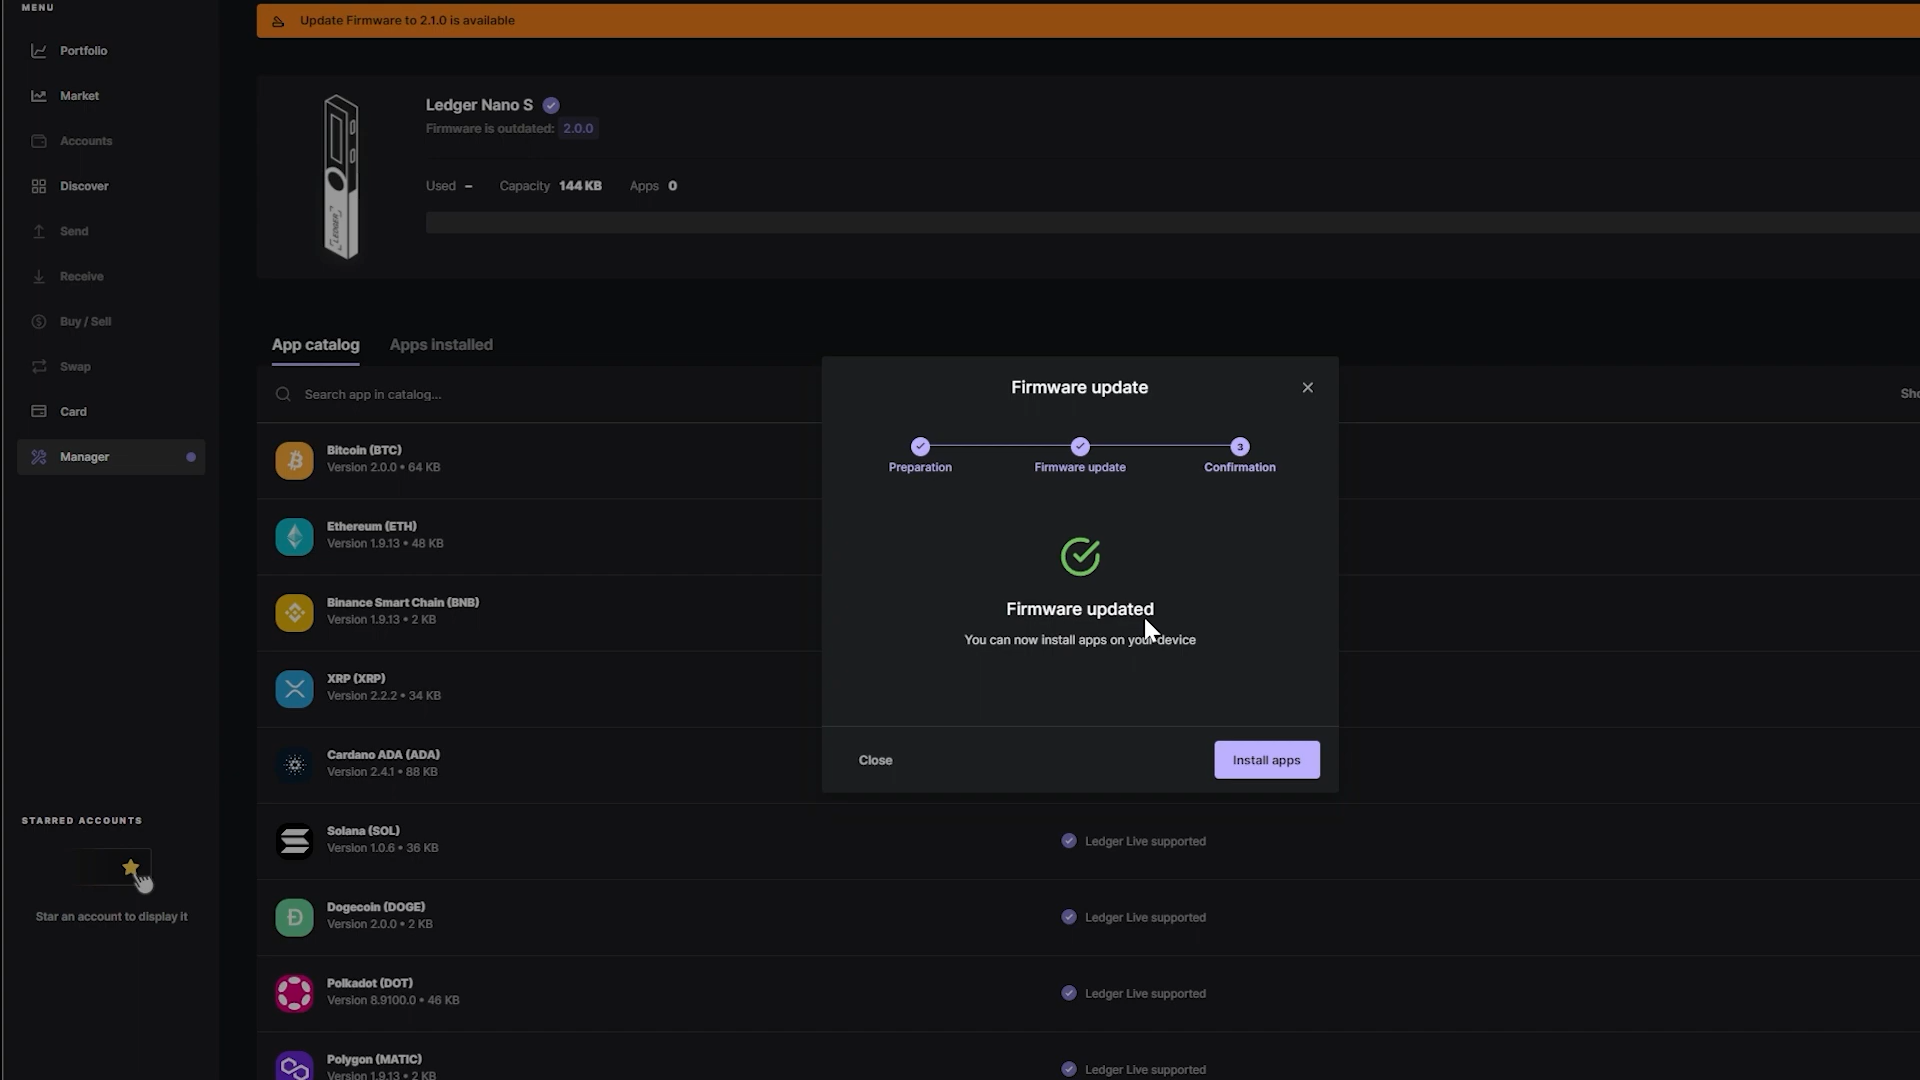 MENU
Portfolio
Market
Accounts
Discover
Send
Receive
Buy / Sell
Swap
Card
Manager
STARRED ACCOUNTS
Star an account to display it
Update Firmware to 2.1.0 is available
Ledger Nano S
Firmware is outdated: 2.0.0
Used – Capacity 144 KB Apps 0
LEDGER
App catalog Apps installed
Search app in catalog...
Sho
Bitcoin (BTC)
Version 2.0.0 • 64 KB
Ethereum (ETH)
Version 1.9.13 • 48 KB
Binance Smart Chain (BNB)
Version 1.9.13 • 2 KB
XRP (XRP)
Version 2.2.2 • 34 KB
Cardano ADA (ADA)
Version 2.4.1 • 88 KB
Solana (SOL)
Version 1.0.6 • 36 KB
Ledger Live supported
Dogecoin (DOGE)
Version 2.0.0 • 2 KB
Ledger Live supported
Polkadot (DOT)
Version 8.9100.0 • 46 KB
Ledger Live supported
Polygon (MATIC)
Version 1.9.13 • 2 KB
Ledger Live supported
Firmware update
3
Preparation Firmware update Confirmation
Firmware updated
You can now install apps on your device
Close Install apps